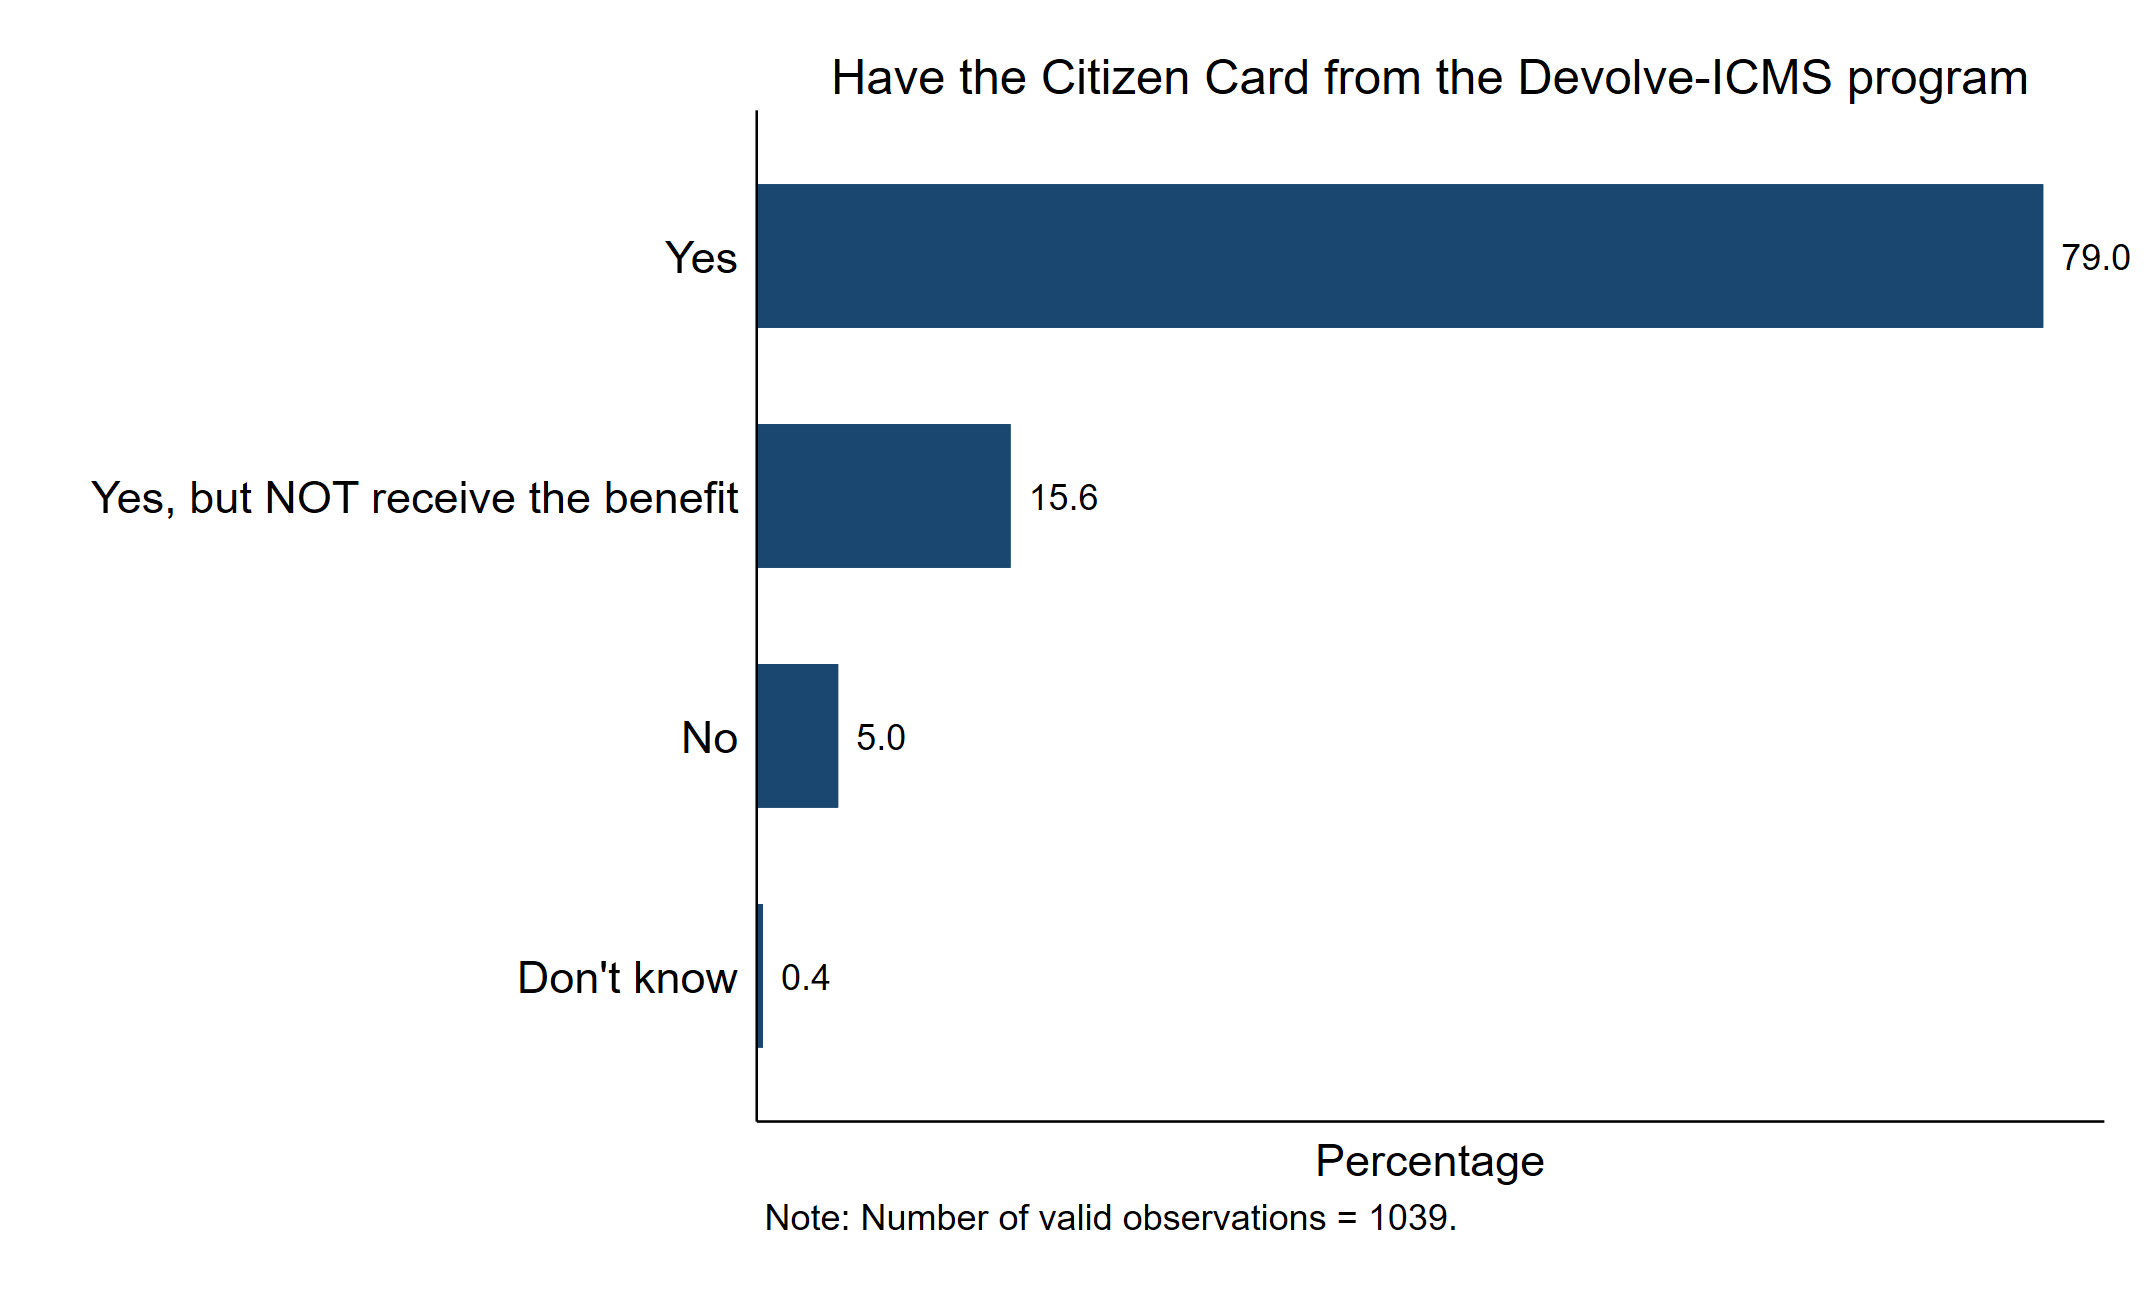 Have the Citizen Card from the Devolve-ICMS program
Yes
79.0
Yes, but NOT receive the benefit
15.6
No
5.0
Don't know
0.4
Percentage
Note: Number of valid observations = 1039.